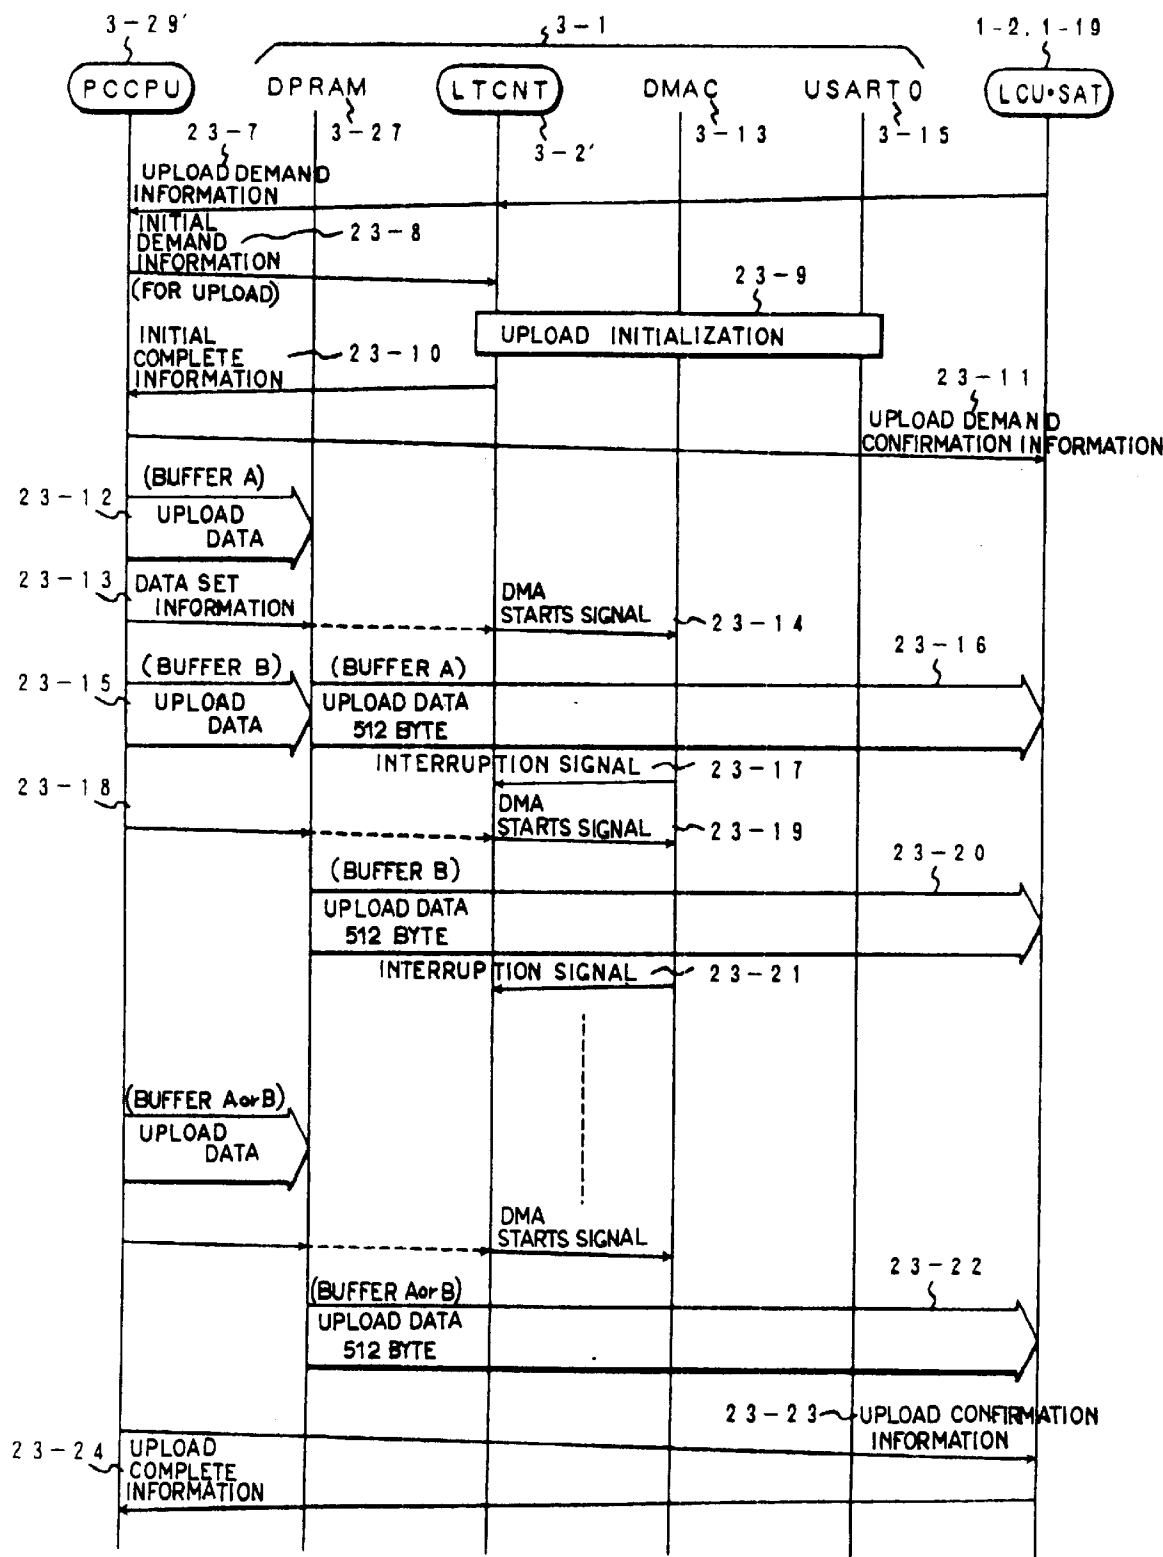 3-29'
3-1
1-2, 1-19
PCCPU
DPRAM
LTCNT
DMAC
USART0
LCU•SAT
23-7
3-27
3-2'
3-13
3-15
UPLOAD DEMAND
INFORMATION
INITIAL
DEMAND
INFORMATION
(FOR UPLOAD)
23-8
23-9
UPLOAD INITIALIZATION
INITIAL
COMPLETE
INFORMATION
23-10
23-11
UPLOAD DEMAND
CONFIRMATION INFORMATION
23-12
(BUFFER A)
UPLOAD
DATA
23-13
DATA SET
INFORMATION
DMA
STARTS SIGNAL
23-14
23-15
(BUFFER B)
UPLOAD
DATA
(BUFFER A)
UPLOAD DATA
512 BYTE
23-16
INTERRUPTION SIGNAL
23-17
23-18
DMA
STARTS SIGNAL
23-19
(BUFFER B)
UPLOAD DATA
512 BYTE
23-20
INTERRUPTION SIGNAL
23-21
(BUFFER A or B)
UPLOAD
DATA
DMA
STARTS SIGNAL
(BUFFER A or B)
UPLOAD DATA
512 BYTE
23-22
23-23
UPLOAD CONFIRMATION
INFORMATION
23-24
UPLOAD
COMPLETE
INFORMATION